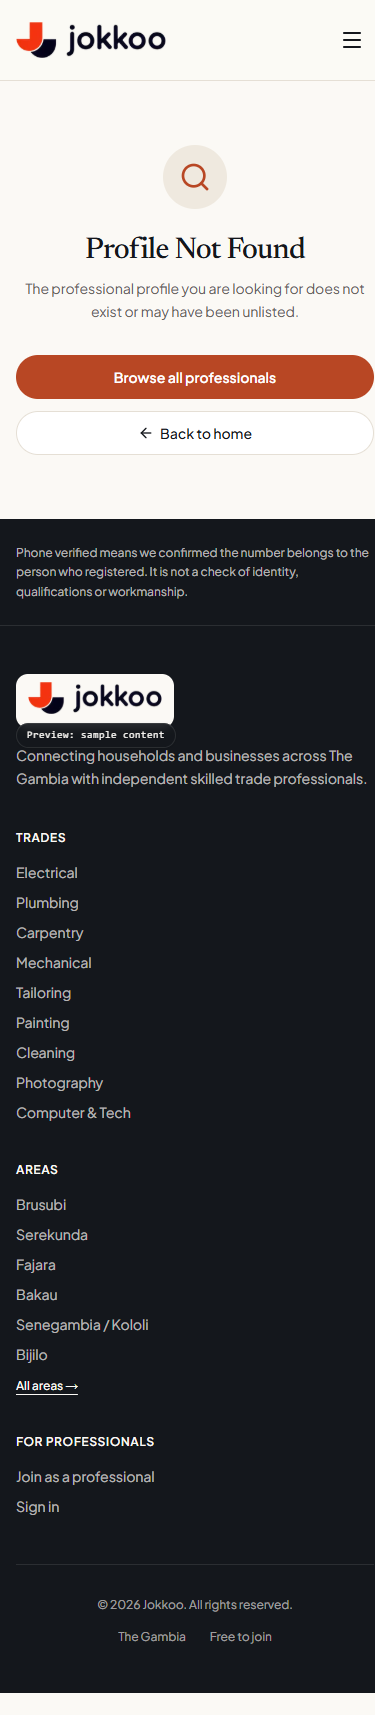 jokkoo
Profile Not Found
The professional profile you are looking for does not
exist or may have been unlisted.
Browse all professionals
← Back to home
Phone verified means we confirmed the number belongs to the
person who registered. It is not a check of identity,
qualifications or workmanship.
jokkoo
Preview: sample content
Connecting households and businesses across The
Gambia with independent skilled trade professionals.
TRADES
Electrical
Plumbing
Carpentry
Mechanical
Tailoring
Painting
Cleaning
Photography
Computer & Tech
AREAS
Brusubi
Serekunda
Fajara
Bakau
Senegambia / Kololi
Bijilo
All areas →
FOR PROFESSIONALS
Join as a professional
Sign in
© 2026 Jokkoo. All rights reserved.
The Gambia Free to join